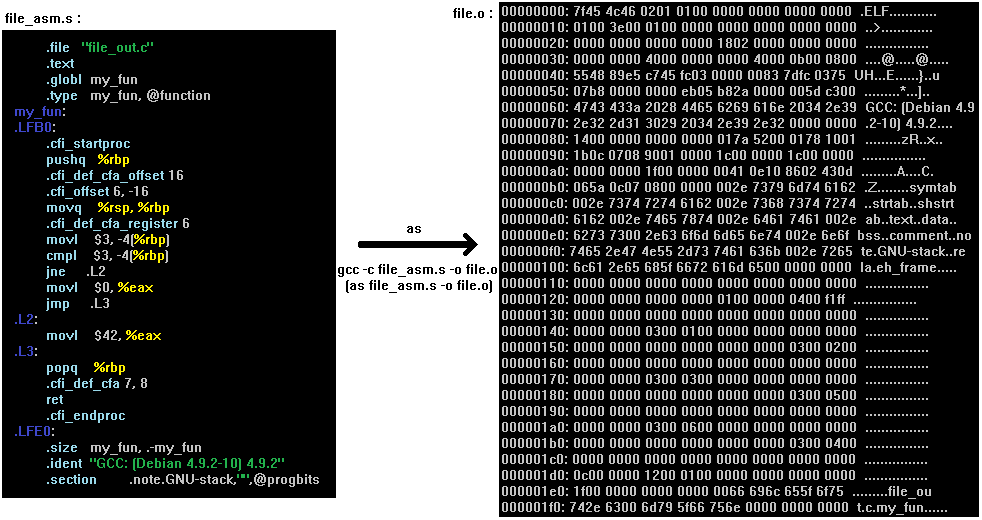 file_asm.s :
.file "file_out.c"
.text
.globl my_fun
.type my_fun, @function
my_fun:
.LFB0:
.cfi_startproc
pushq %rbp
.cfi_def_cfa_offset 16
.cfi_offset 6, -16
movq %rsp, %rbp
.cfi_def_cfa_register 6
movl $3, -4(%rbp)
cmpl $3, -4(%rbp)
jne .L2
movl $0, %eax
jmp .L3
.L2:
movl $42, %eax
.L3:
popq %rbp
.cfi_def_cfa 7, 8
ret
.cfi_endproc
.LFE0:
.size my_fun, .-my_fun
.ident "GCC: (Debian 4.9.2-10) 4.9.2"
.section .note.GNU-stack,"",@progbits
as
gcc -c file_asm.s -o file.o
(as file_asm.s -o file.o)
file.o :
00000000: 7f45 4c46 0201 0100 0000 0000 0000 0000 .ELF............
00000010: 0100 3e00 0100 0000 0000 0000 0000 0000 ..>.............
00000020: 0000 0000 0000 0000 1802 0000 0000 0000 ................
00000030: 0000 0000 4000 0000 0000 4000 0b00 0800 ....@.....@.....
00000040: 5548 89e5 c745 fc03 0000 0083 7dfc 0375 UH...E......}..u
00000050: 07b8 0000 0000 eb05 b82a 0000 005d c300 .........*...]..
00000060: 4743 433a 2028 4465 6269 616e 2034 2e39 GCC: (Debian 4.9
00000070: 2e32 2d31 3029 2034 2e39 2e32 0000 0000 .2-10) 4.9.2....
00000080: 1400 0000 0000 0000 017a 5200 0178 1001 .........zR..x..
00000090: 1b0c 0708 9001 0000 1c00 0000 1c00 0000 ................
000000a0: 0000 0000 1f00 0000 0041 0e10 8602 430d .........A....C.
000000b0: 065a 0c07 0800 0000 002e 7379 6d74 6162 .Z........symtab
000000c0: 002e 7374 7274 6162 002e 7368 7374 7274 ..strtab..shstrt
000000d0: 6162 002e 7465 7874 002e 6461 7461 002e ab..text..data..
000000e0: 6273 7300 2e63 6f6d 6d65 6e74 002e 6e6f bss..comment..no
000000f0: 7465 2e47 4e55 2d73 7461 636b 002e 7265 te.GNU-stack..re
00000100: 6c61 2e65 685f 6672 616d 6500 0000 0000 la.eh_frame.....
00000110: 0000 0000 0000 0000 0000 0000 0000 0000 ................
00000120: 0000 0000 0000 0000 0100 0000 0400 f1ff ................
00000130: 0000 0000 0000 0000 0000 0000 0000 0000 ................
00000140: 0000 0000 0300 0100 0000 0000 0000 0000 ................
00000150: 0000 0000 0000 0000 0000 0000 0300 0200 ................
00000160: 0000 0000 0000 0000 0000 0000 0000 0000 ................
00000170: 0000 0000 0300 0300 0000 0000 0000 0000 ................
00000180: 0000 0000 0000 0000 0000 0000 0300 0500 ................
00000190: 0000 0000 0000 0000 0000 0000 0000 0000 ................
000001a0: 0000 0000 0300 0600 0000 0000 0000 0000 ................
000001b0: 0000 0000 0000 0000 0000 0000 0300 0400 ................
000001c0: 0000 0000 0000 0000 0000 0000 0000 0000 ................
000001d0: 0c00 0000 1200 0100 0000 0000 0000 0000 ................
000001e0: 1f00 0000 0000 0000 0066 696c 655f 6f75 .........file_ou
000001f0: 742e 6300 6d79 5f66 756e 0000 0000 0000 t.c.my_fun......